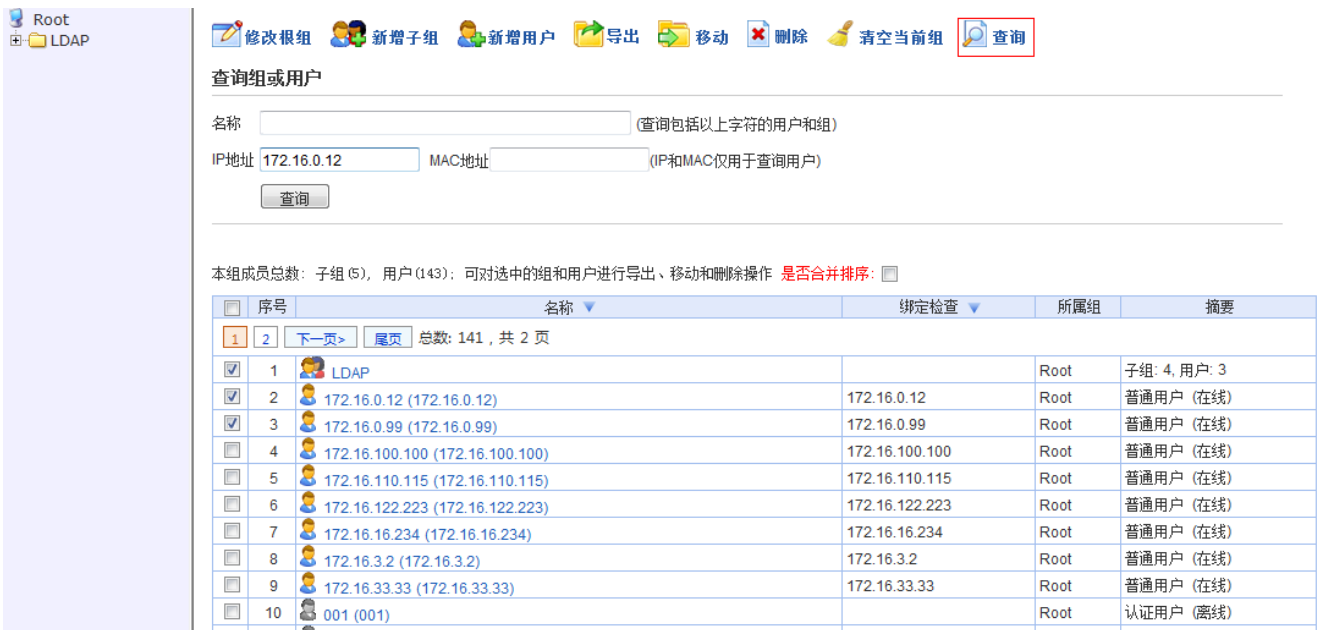 Root
LDAP
修改根组 新增子组 新增用户 导出 移动 删除 清空当前组 查询
查询组或用户
名称 (查询包括以上字符的用户和组)
IP地址 172.16.0.12 MAC地址 (IP和MAC仅用于查询用户)
查询
本组成员总数: 子组(5), 用户(143); 可对选中的组和用户进行导出、移动和删除操作 是否合并排序:
序号 名称 绑定检查 所属组 摘要
1 2 下一页> 尾页 总数: 141 , 共 2 页
1 LDAP Root 子组: 4, 用户: 3
2 172.16.0.12 (172.16.0.12) 172.16.0.12 Root 普通用户 (在线)
3 172.16.0.99 (172.16.0.99) 172.16.0.99 Root 普通用户 (在线)
4 172.16.100.100 (172.16.100.100) 172.16.100.100 Root 普通用户 (在线)
5 172.16.110.115 (172.16.110.115) 172.16.110.115 Root 普通用户 (在线)
6 172.16.122.223 (172.16.122.223) 172.16.122.223 Root 普通用户 (在线)
7 172.16.16.234 (172.16.16.234) 172.16.16.234 Root 普通用户 (在线)
8 172.16.3.2 (172.16.3.2) 172.16.3.2 Root 普通用户 (在线)
9 172.16.33.33 (172.16.33.33) 172.16.33.33 Root 普通用户 (在线)
10 001 (001) Root 认证用户 (离线)